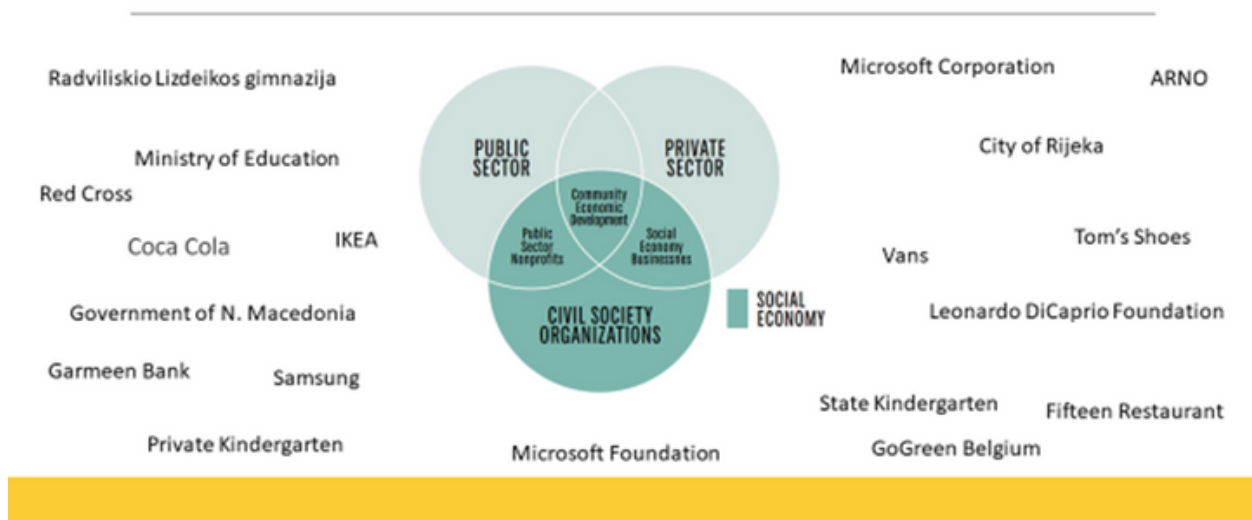 Radviliskio Lizdeikos gimnazija
Microsoft Corporation
ARNO
Ministry of Education
PUBLIC
SECTOR
PRIVATE
SECTOR
City of Rijeka
Red Cross
Community
Economic
Development
Coca Cola
IKEA
Public
Sector
Nonprofits
Social
Economy
Businessnes
Vans
Tom's Shoes
Government of N. Macedonia
CIVIL SOCIETY
ORGANIZATIONS
SOCIAL
ECONOMY
Leonardo DiCaprio Foundation
Garmeen Bank
Samsung
State Kindergarten
Fifteen Restaurant
Private Kindergarten
Microsoft Foundation
GoGreen Belgium